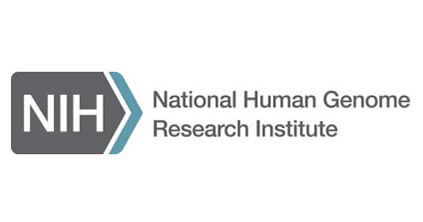 NIH
National Human Genome
Research Institute